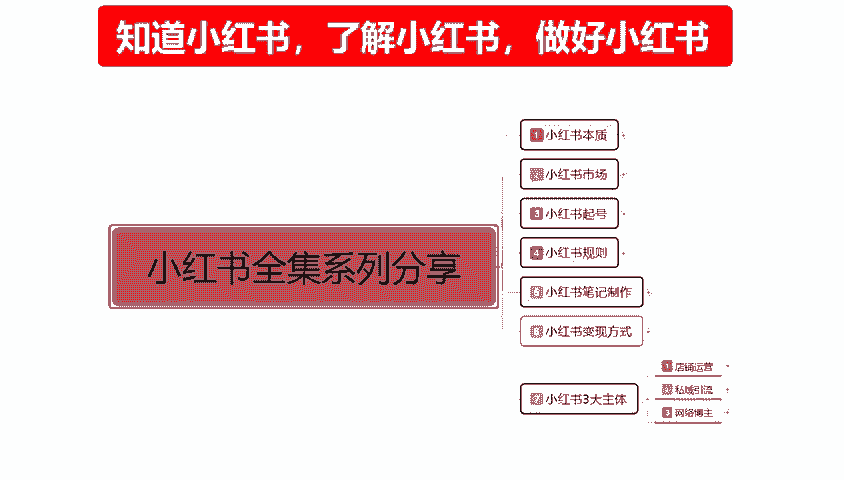 知道小红书，了解小红书，做好小红书
小红书全集系列分享
1 小红书本质
2 小红书市场
3 小红书起号
4 小红书规则
5 小红书笔记制作
6 小红书变现方式
7 小红书3大主体
1 店铺运营
2 私域引流
3 网络博主